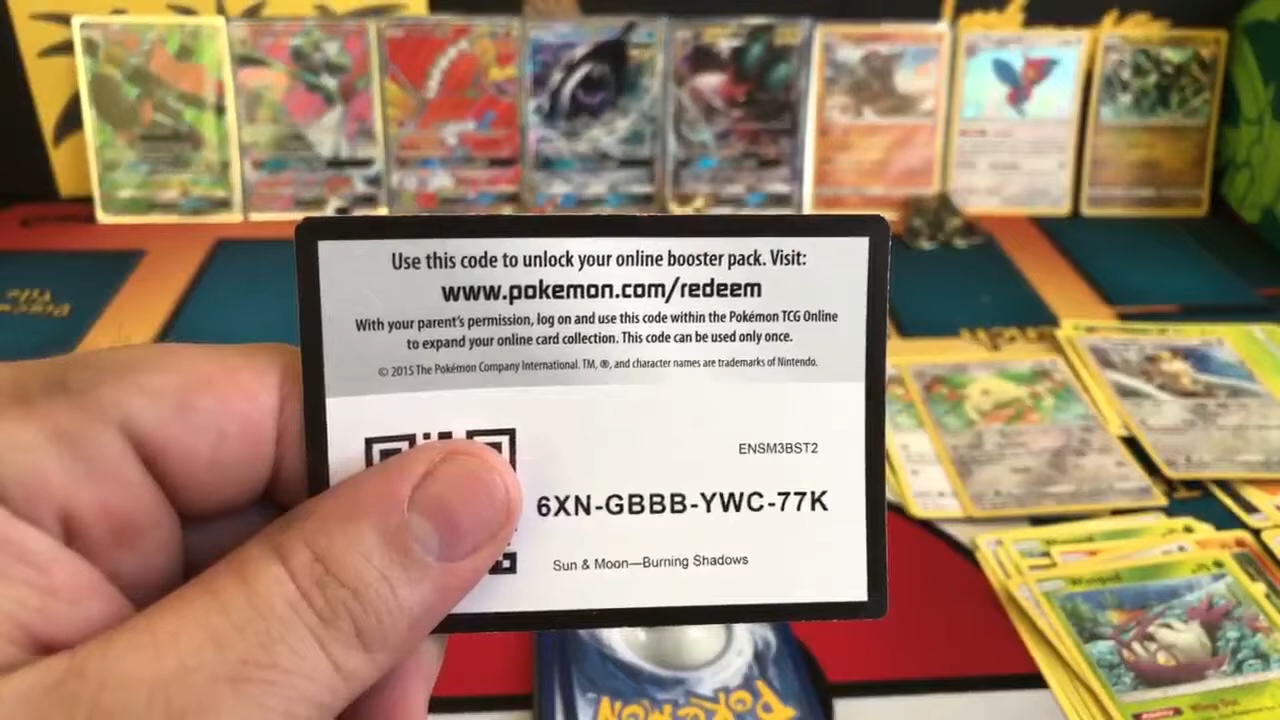 Use this code to unlock your online booster pack. Visit:
www.pokemon.com/redeem
With your parent's permission, log on and use this code within the Pokémon TCG Online
to expand your online card collection. This code can be used only once.
© 2015 The Pokémon Company International. TM, ®, and character names are trademarks of Nintendo.
ENSM3BST2
6XN-GBBB-YWC-77K
Sun & Moon—Burning Shadows
Wimpod
POKéMON